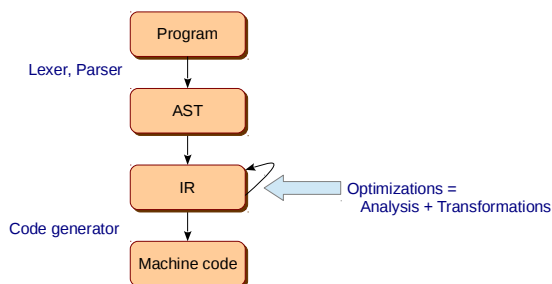 Program
Lexer, Parser
AST
IR
Optimizations =
Analysis + Transformations
Code generator
Machine code